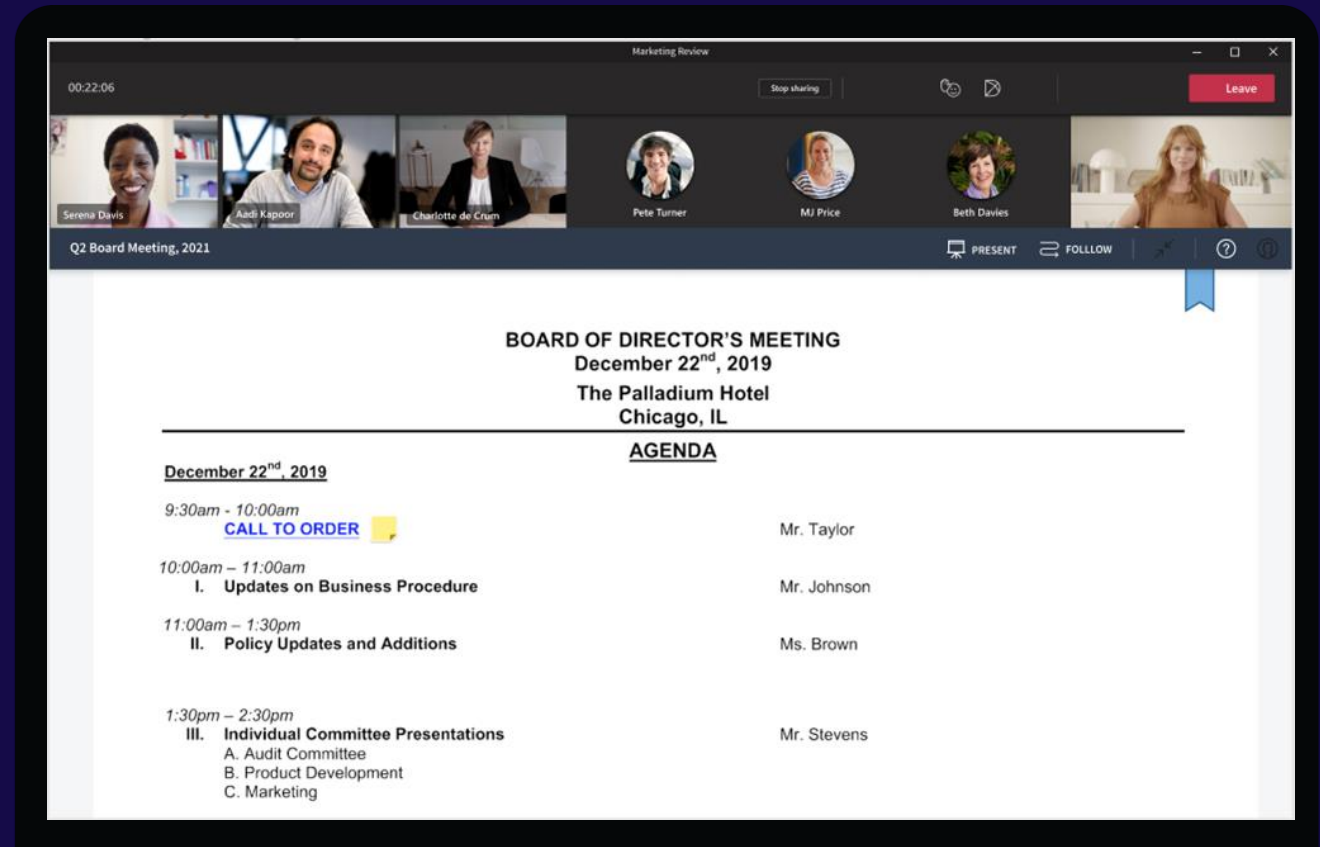 Marketing Review
00:22:06
Stop sharing
Leave
Serena Davis
Aadi Kapoor
Charlotte de Crum
Pete Turner
MJ Price
Beth Davies
Q2 Board Meeting, 2021
PRESENT
FOLLLOW
BOARD OF DIRECTOR'S MEETING
December 22nd, 2019
The Palladium Hotel
Chicago, IL
AGENDA
December 22nd, 2019
9:30am - 10:00am
CALL TO ORDER Mr. Taylor
10:00am – 11:00am
I. Updates on Business Procedure Mr. Johnson
11:00am – 1:30pm
II. Policy Updates and Additions Ms. Brown
1:30pm – 2:30pm
III. Individual Committee Presentations Mr. Stevens
A. Audit Committee
B. Product Development
C. Marketing